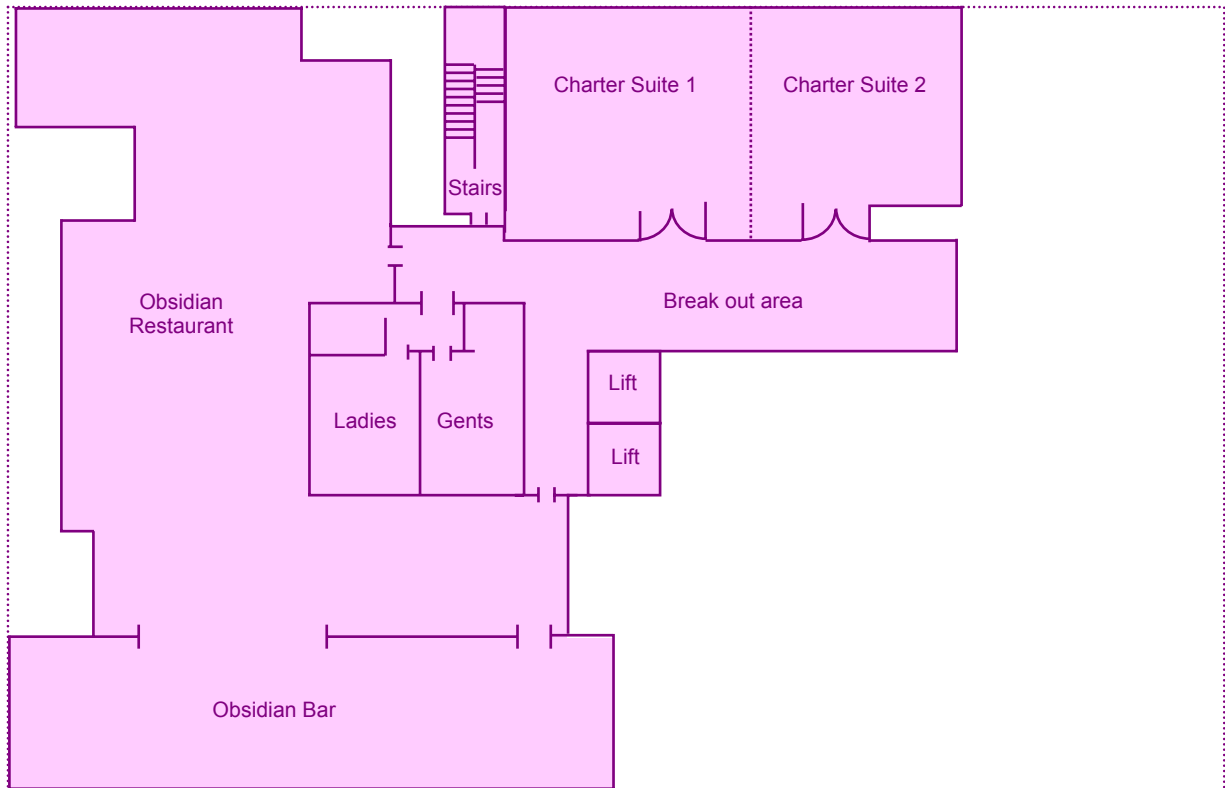 Charter Suite 1
Charter Suite 2
Stairs
Obsidian
Restaurant
Break out area
Lift
Ladies
Gents
Lift
Obsidian Bar